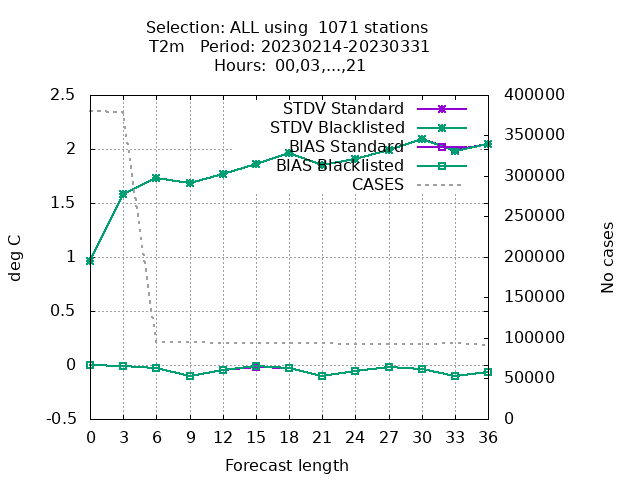 Selection: ALL using  1071 stations
T2m   Period: 20230214-20230331
Hours: 00,03,...,21
2.5
2
1.5
1
0.5
0
-0.5
deg C
STDV Standard
STDV Blacklisted
BIAS Standard
BIAS Blacklisted
CASES
400000
350000
300000
250000
200000
150000
100000
50000
0
No cases
0 3 6 9 12 15 18 21 24 27 30 33 36
Forecast length